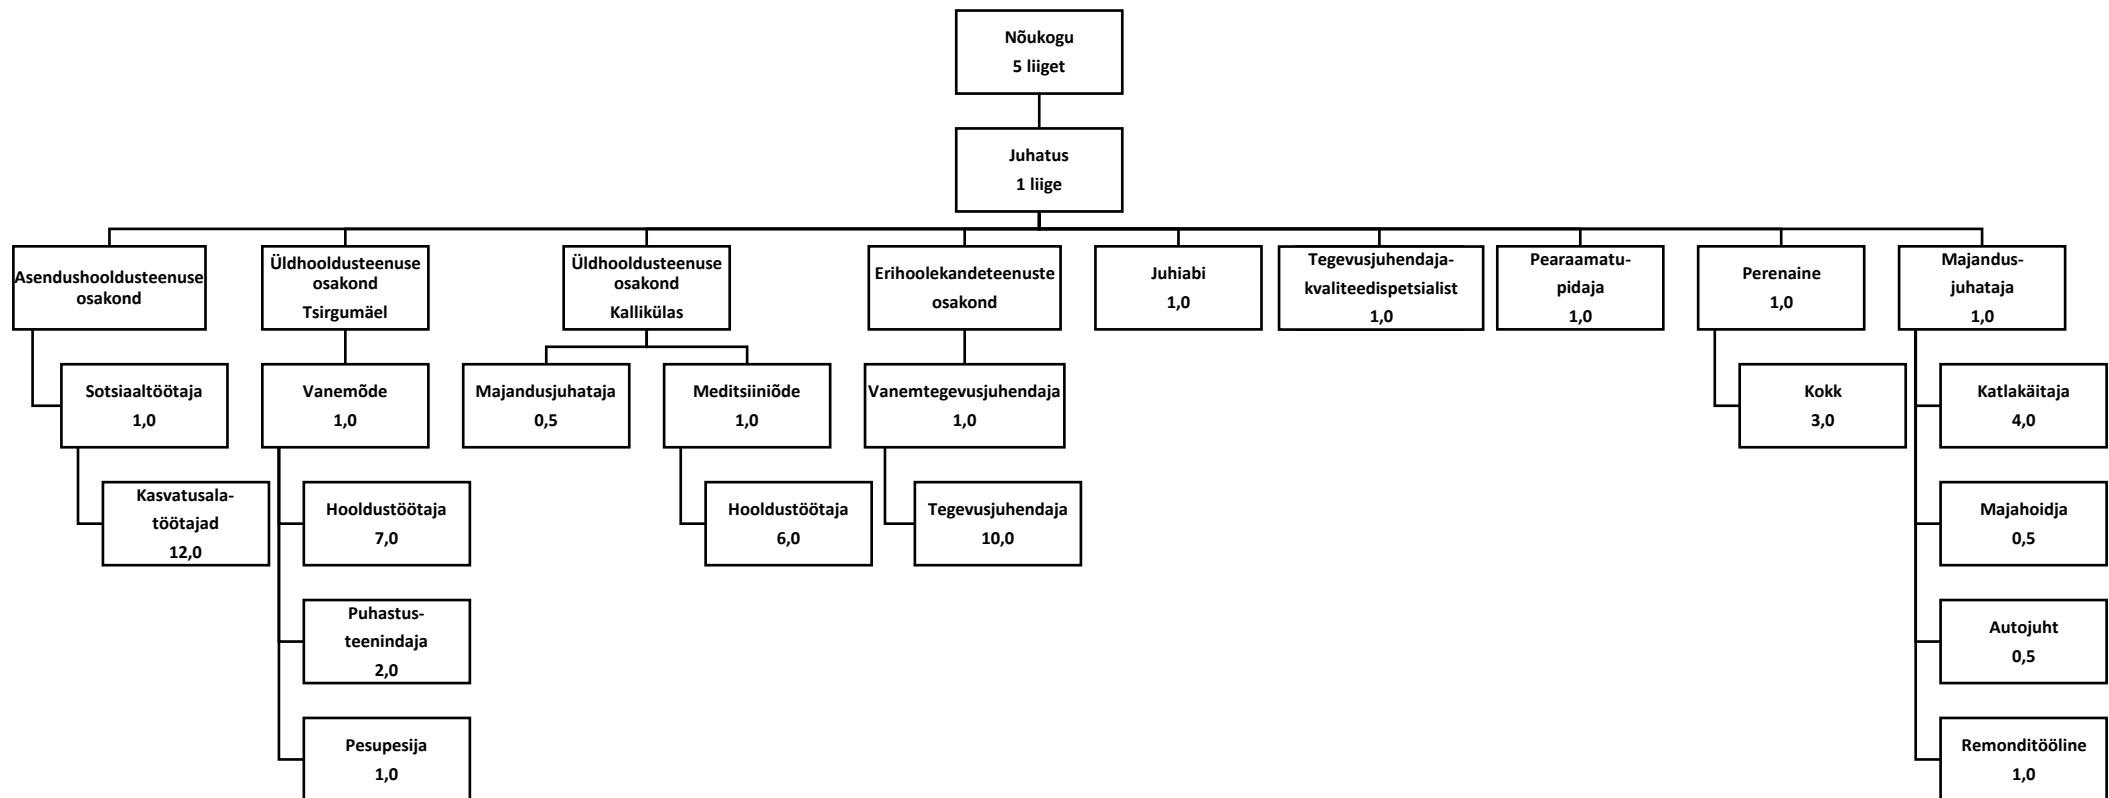 Nõukogu
5 liiget
Juhatus
1 liige
Asendushooldusteenuse
osakond
Üldhooldusteenuse
osakond
Tsirgumäel
Üldhooldusteenuse
osakond
Kallikülas
Erihoolekandeteenuste
osakond
Juhiabi
1,0
Tegevusjuhendaja-
kvaliteedispetsialist
1,0
Pearaamatu-
pidaja
1,0
Perenaine
1,0
Majandus-
juhataja
1,0
Sotsiaaltöötaja
1,0
Vanemõde
1,0
Majandusjuhataja
0,5
Meditsiiniõde
1,0
Vanemtegevusjuhendaja
1,0
Kokk
3,0
Katlakäitaja
4,0
Kasvatusala-
töötajad
12,0
Hooldustöötaja
7,0
Hooldustöötaja
6,0
Tegevusjuhendaja
10,0
Majahoidja
0,5
Puhastus-
teenindaja
2,0
Autojuht
0,5
Pesupesija
1,0
Remonditööline
1,0